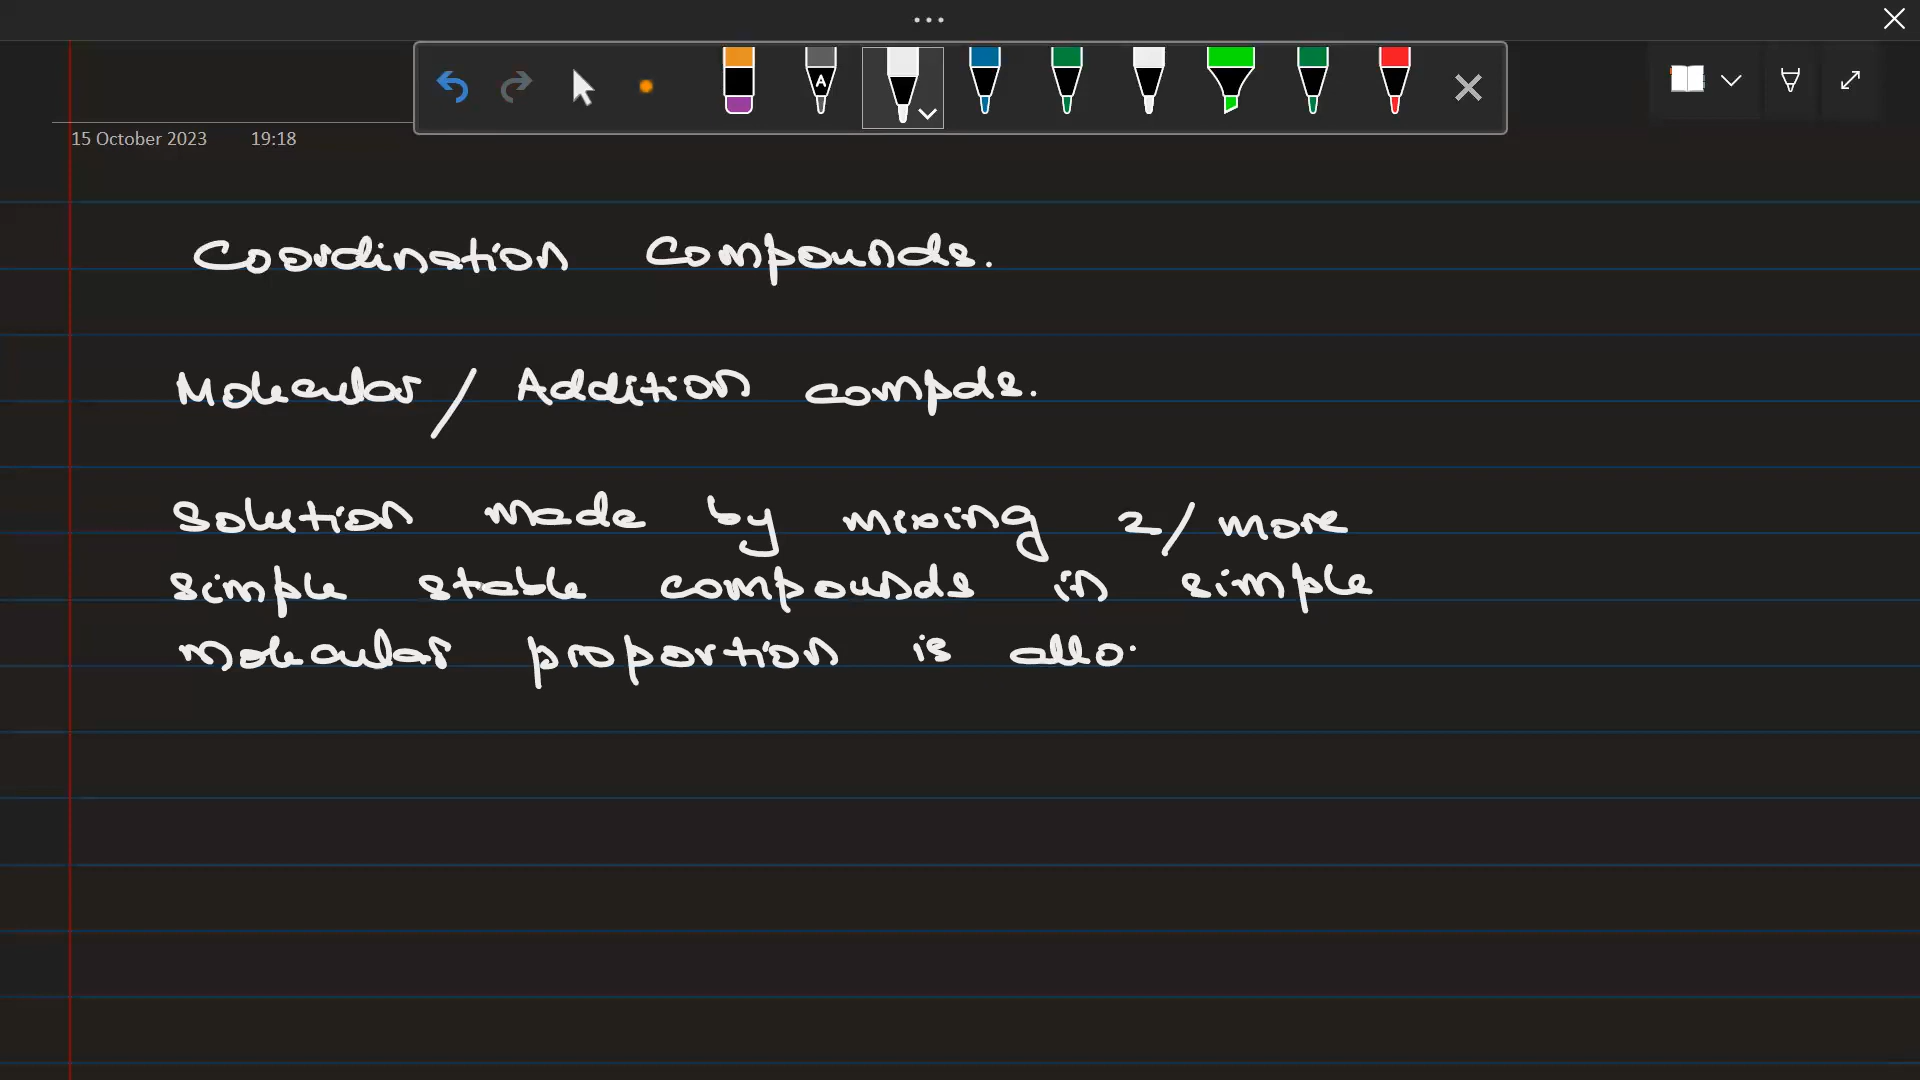 15 October 2023 19:18
Coordination Compounds.
Molecular / Addition compds.
Solution made by mixing 2/more
simple stable compounds in simple
molecular proportion is allo